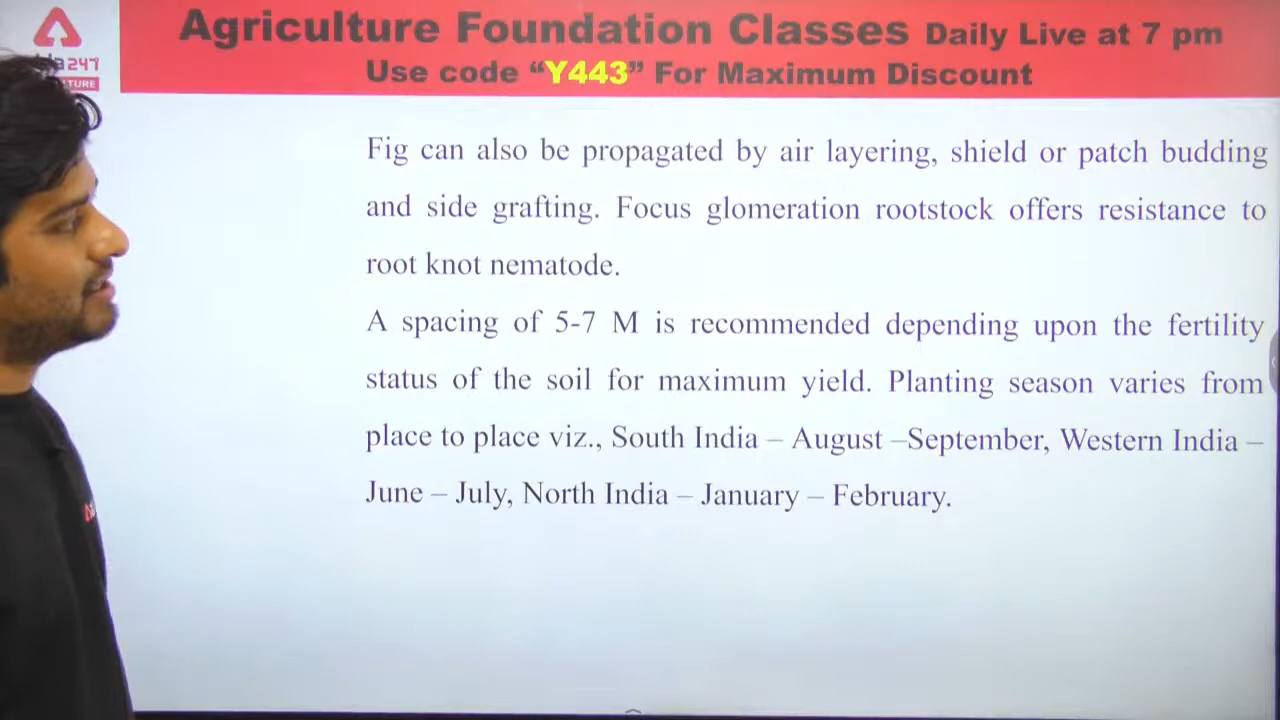 Agriculture Foundation Classes Daily Live at 7 pm
Use code “Y443” For Maximum Discount
247
TURE
Fig can also be propagated by air layering, shield or patch budding
and side grafting. Focus glomeration rootstock offers resistance to
root knot nematode.
A spacing of 5-7 M is recommended depending upon the fertility
status of the soil for maximum yield. Planting season varies from
place to place viz., South India – August –September, Western India –
June – July, North India – January – February.